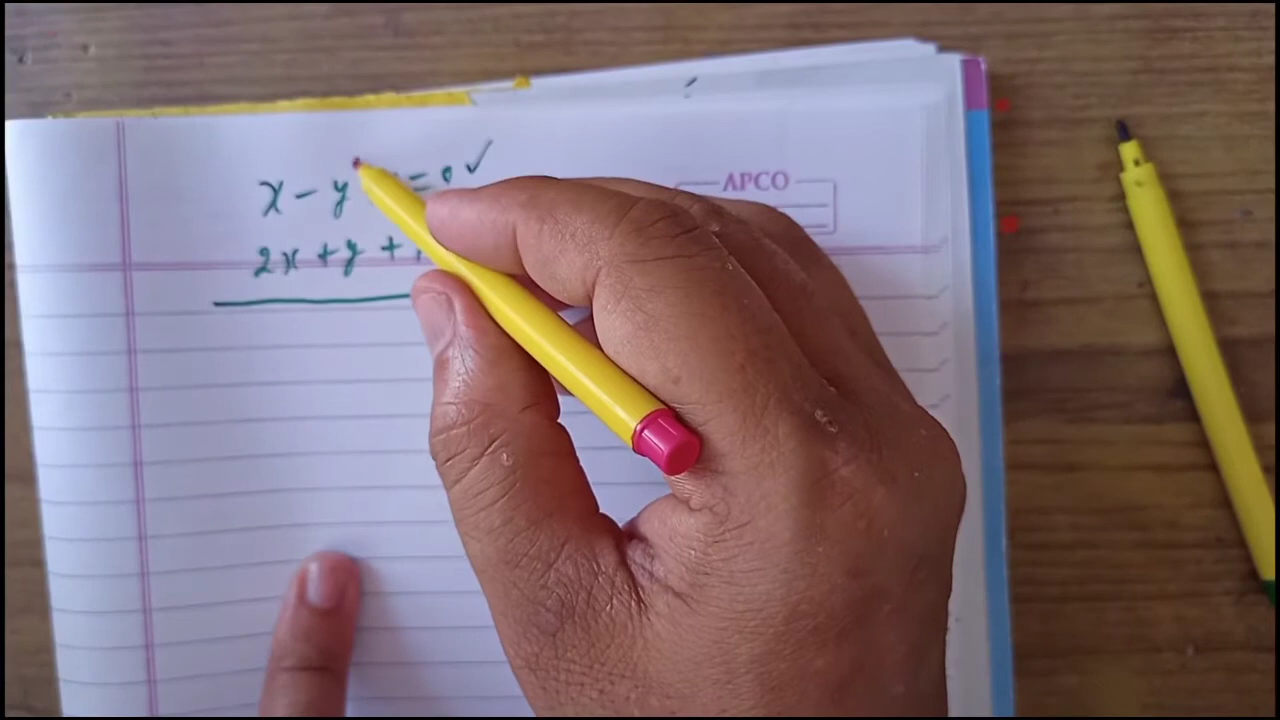 x - y = 0 ✓
APCO
2x + y +